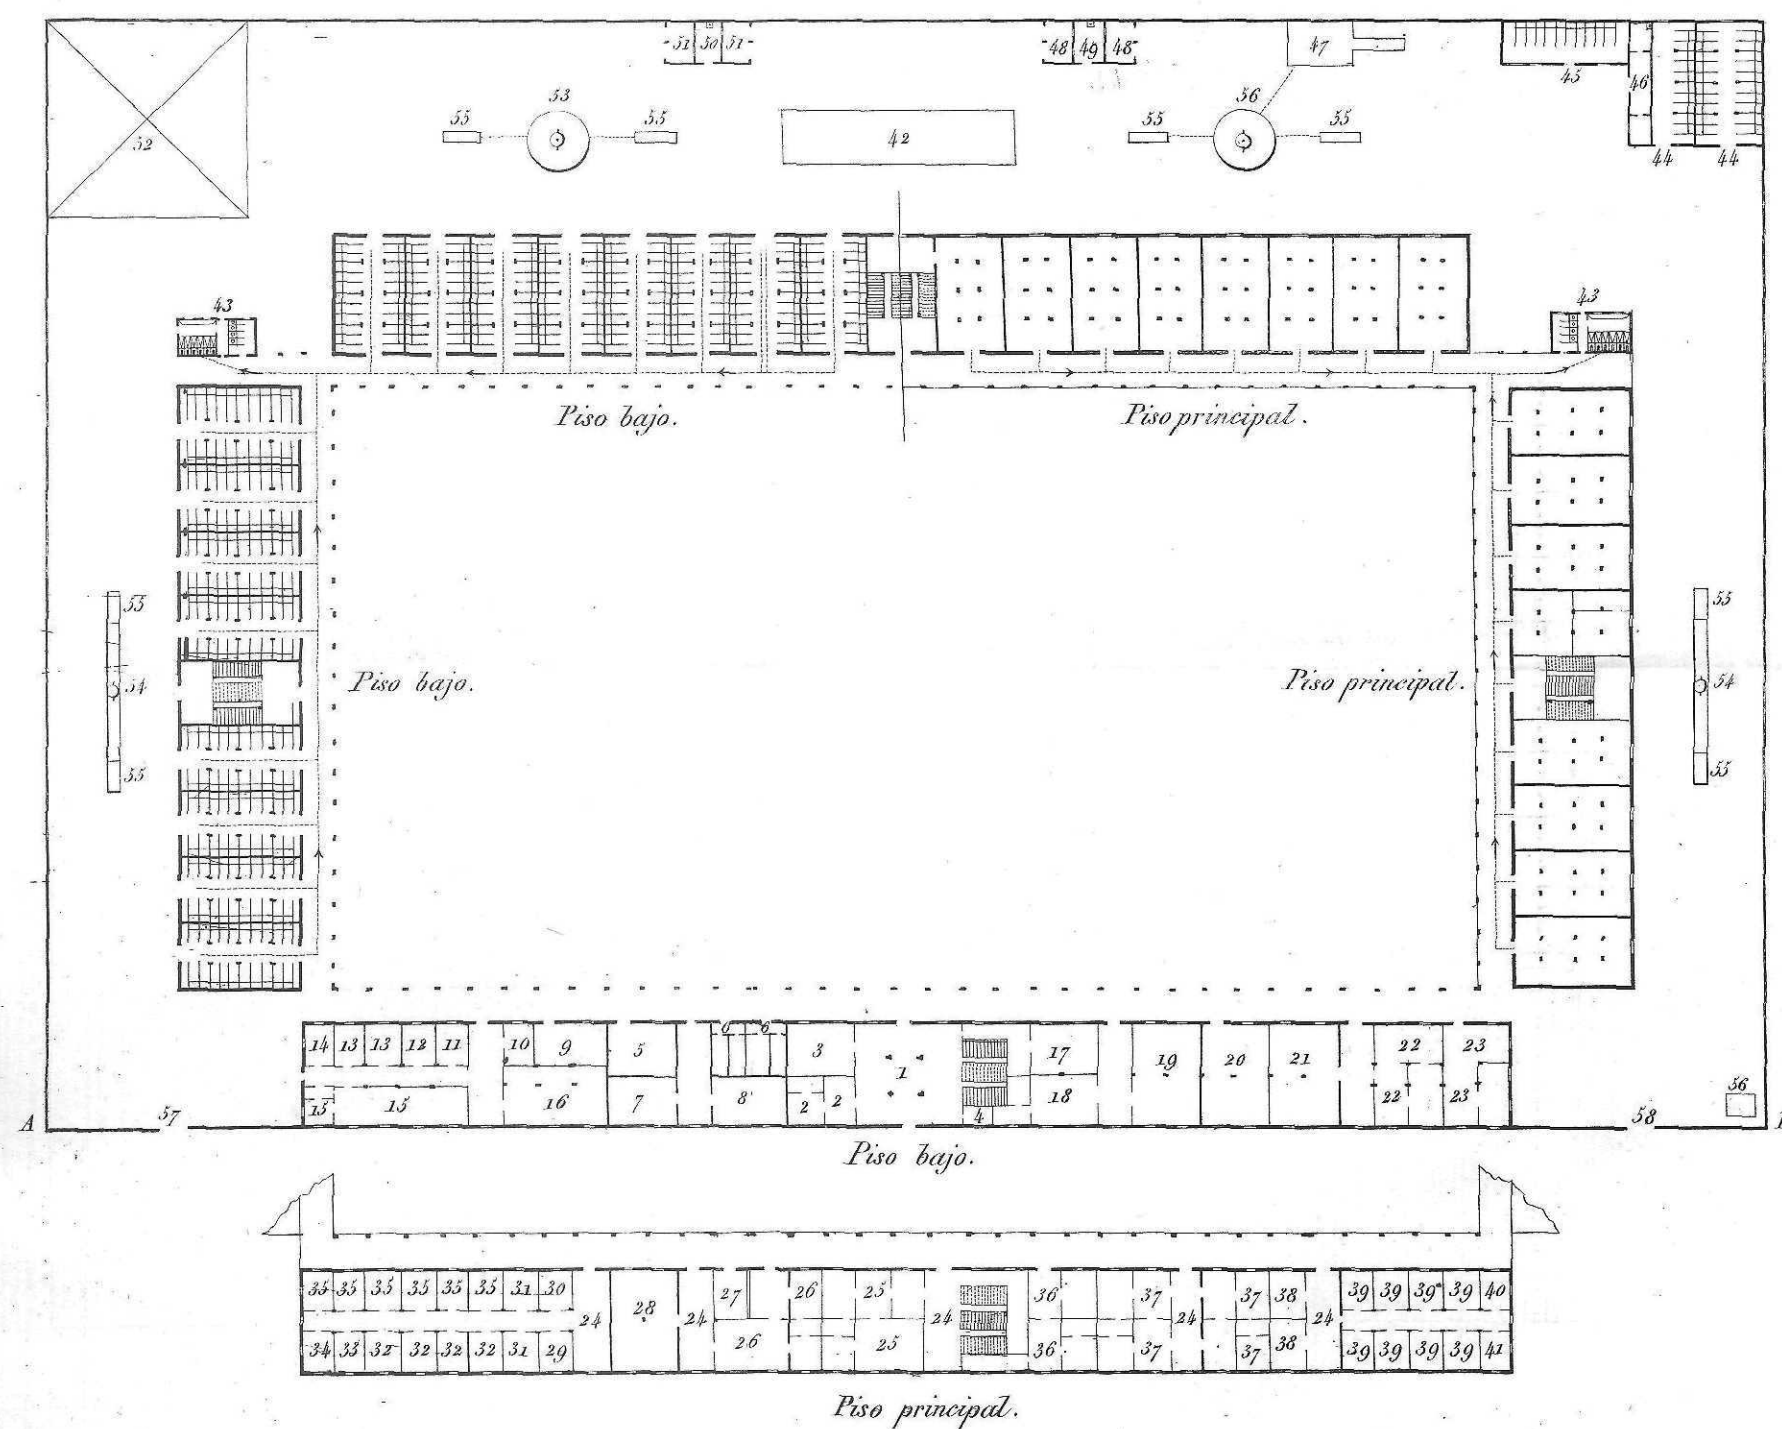 51 50 51 48 49 48 47 45 46
52 55 53 55 42 55 56 55 44 44
43 43
Piso bajo. Piso principal.
55 55
54 Piso bajo. Piso principal. 54
55 55
14 13 13 12 11 10 9 5 6 6 3 1 17 19 20 21 22 23
13 15 16 7 8 2 2 4 18 22 23 56
A 57 58
Piso bajo.
35 35 35 35 35 35 31 30 24 28 24 27 26 25 24 36 37 24 37 38 24 39 39 39 39 40
34 33 32 32 32 32 31 29 26 25 36 37 37 38 39 39 39 39 41
Piso principal.